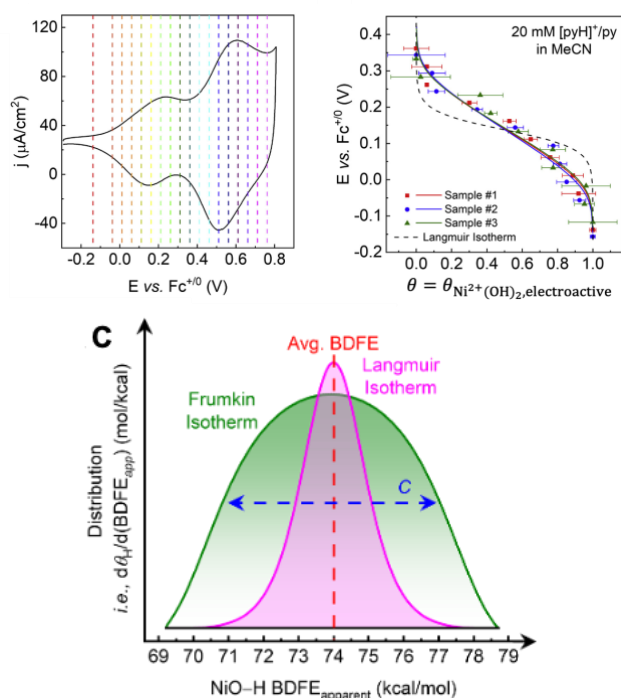 j (μA/cm²)
120
80
40
0
-40
-0.2 0.0 0.2 0.4 0.6 0.8
E vs. Fc⁺/⁰ (V)
E vs. Fc⁺/⁰ (V)
0.4
0.3
0.2
0.1
0.0
-0.1
-0.2
20 mM [pyH]⁺/py
in MeCN
Sample #1
Sample #2
Sample #3
Langmuir Isotherm
0.0 0.2 0.4 0.6 0.8 1.0
θ = θNi²⁺(OH)₂,electroactive
C
Distribution
i.e., dθH/d(BDFEapp) (mol/kcal)
Avg. BDFE
Frumkin
Isotherm
Langmuir
Isotherm
C
69 70 71 72 73 74 75 76 77 78 79
NiO–H BDFEapparent (kcal/mol)